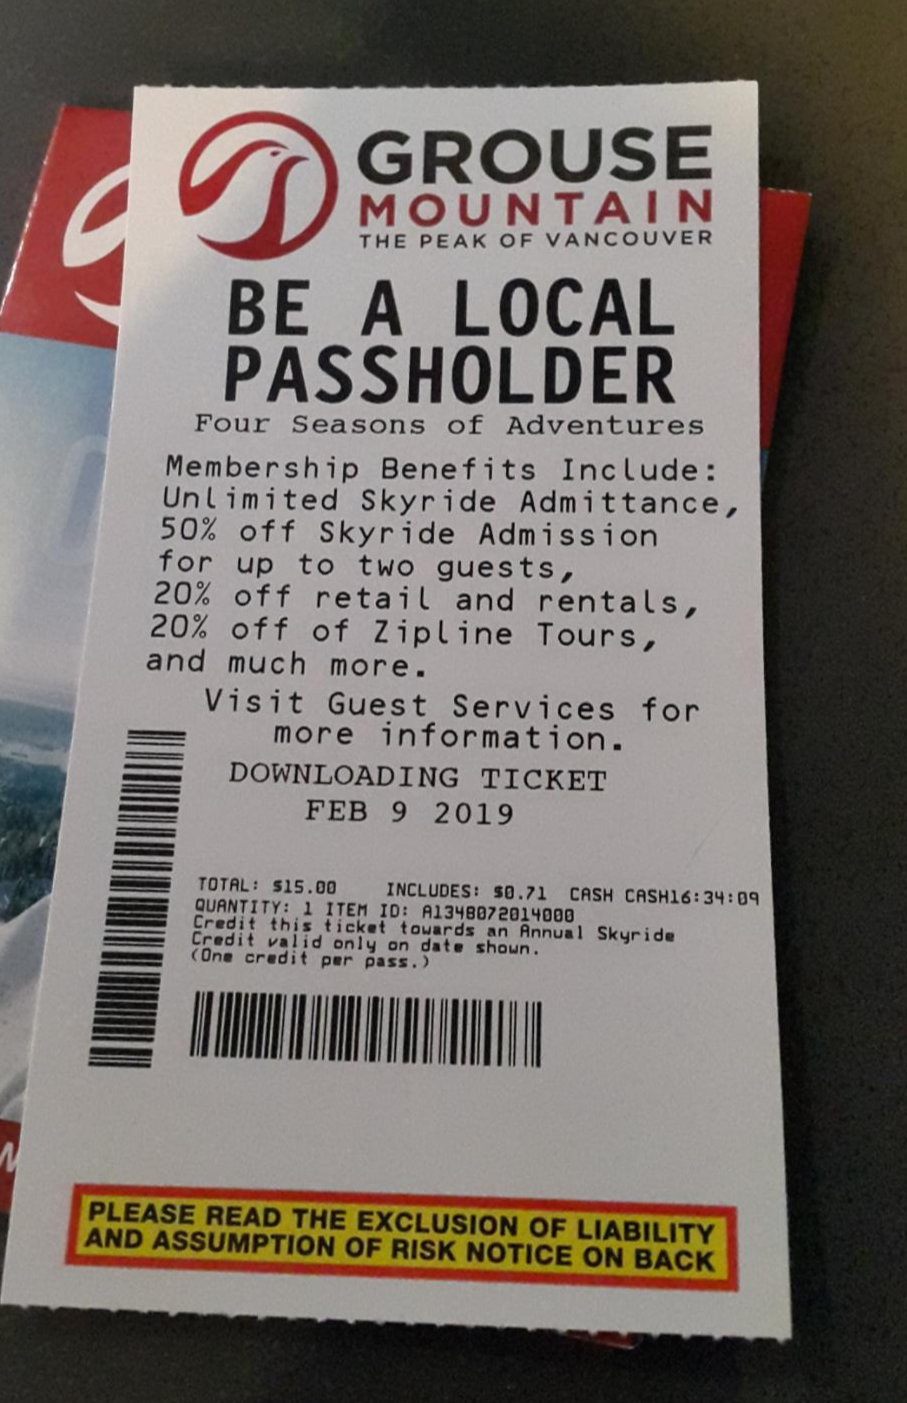 GROUSE
MOUNTAIN
THE PEAK OF VANCOUVER
BE A LOCAL
PASSHOLDER
Four Seasons of Adventures
Membership Benefits Include:
Unlimited Skyride Admittance,
50% off Skyride Admission
for up to two guests,
20% off retail and rentals,
20% off of Zipline Tours,
and much more.
Visit Guest Services for
more information.
DOWNLOADING TICKET
FEB 9 2019
TOTAL: $15.00 INCLUDES: $0.71 CASH CASH16:34:09
QUANTITY: 1 ITEM ID: A1348072014000
Credit this ticket towards an Annual Skyride
Credit valid only on date shown.
(One credit per pass.)
PLEASE READ THE EXCLUSION OF LIABILITY
AND ASSUMPTION OF RISK NOTICE ON BACK